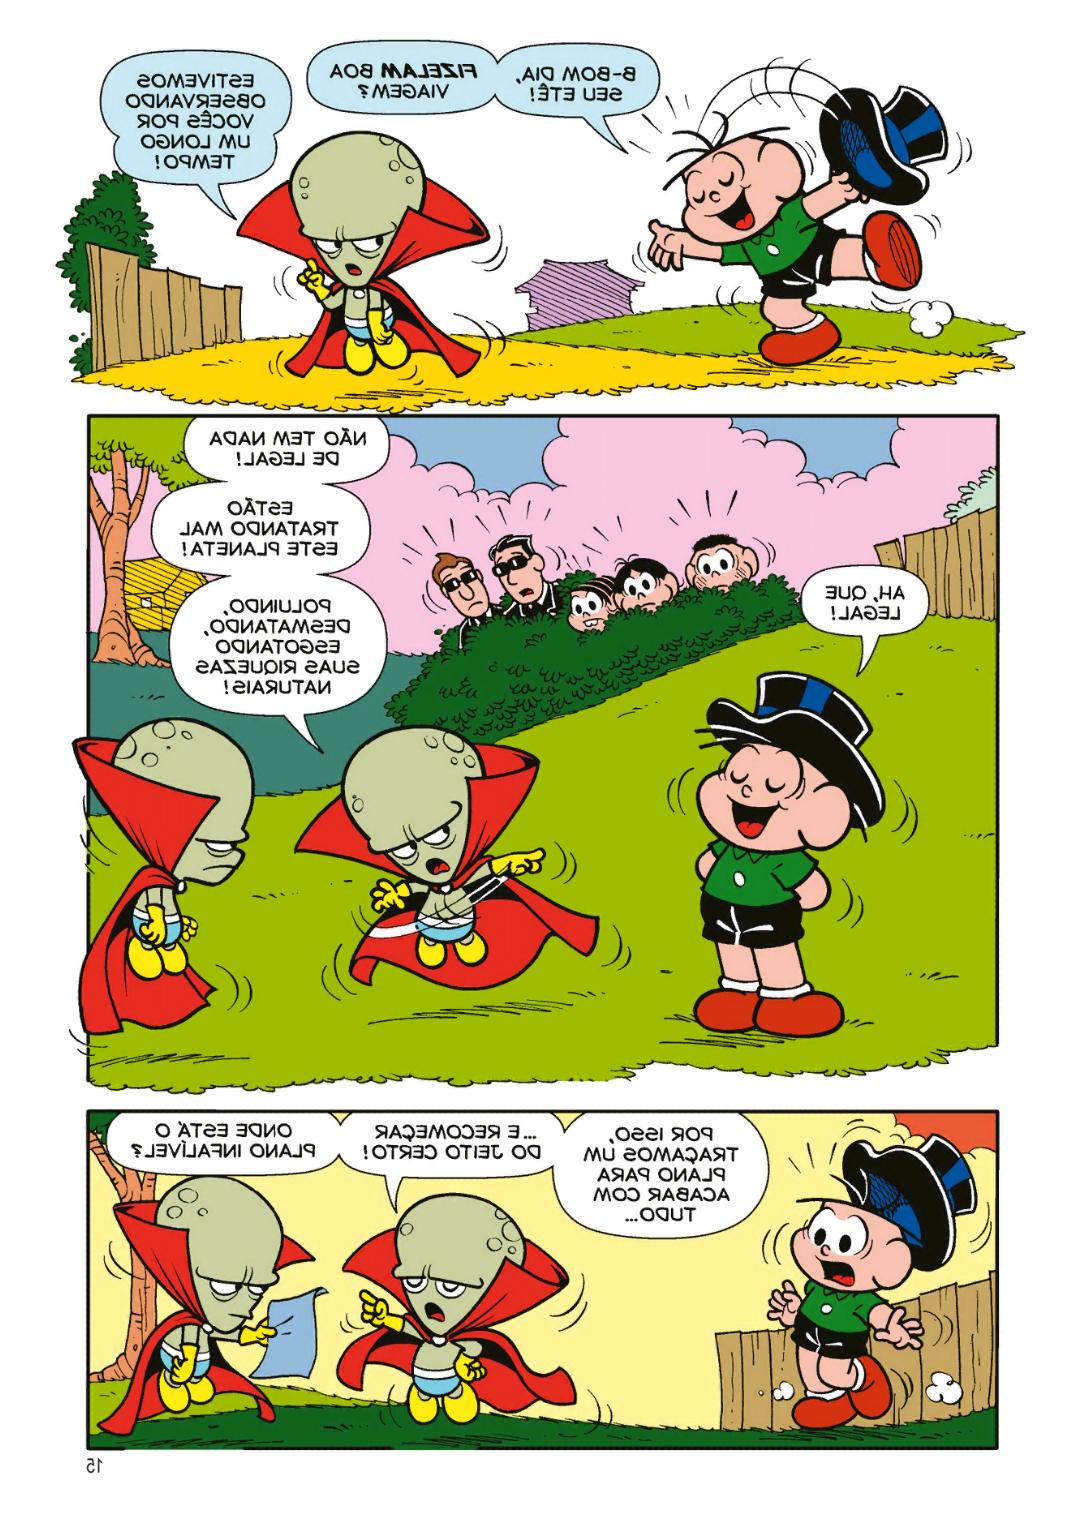 B-BOM DIA,
SEU ETÊ!
FIZELAM BOA
VIAGEM?
ESTIVEMOS
OBSERVANDO
VOCÊS POR
UM LONGO
TEMPO!
AH, QUE
LEGAL!
NÃO TEM NADA
DE LEGAL!
ESTÃO
TRATANDO MAL
ESTE PLANETA!
POLUINDO,
DESMATANDO,
ESGOTANDO
SUAS RIQUEZAS
NATURAIS!
POR ISSO,
TRAÇAMOS UM
PLANO PARA
ACABAR COM
TUDO...
...E RECOMEÇAR
DO JEITO CERTO!
ONDE ESTÁ O
PLANO INFALÍVEL?
15